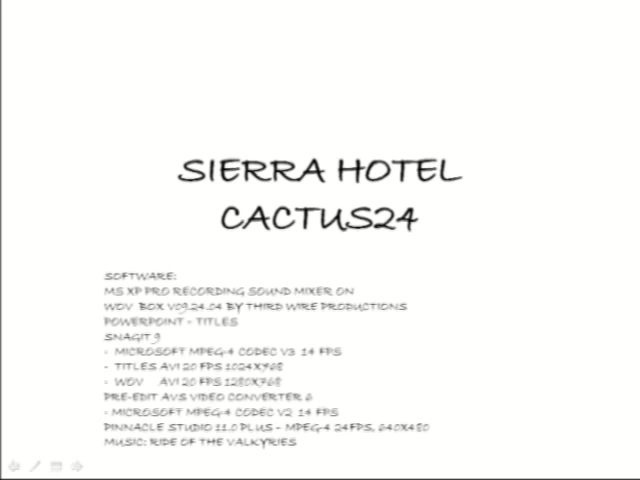 SIERRA HOTEL
CACTUS24
SOFTWARE:
MS XP PRO RECORDING SOUND MIXER ON
WOV BOX V09.24.04 BY THIRD WIRE PRODUCTIONS
POWERPOINT - TITLES
SNAGIT 9
- MICROSOFT MPEG-4 CODEC V3 14 FPS
- TITLES AVI 20 FPS 1024X768
- WOV AVI 20 FPS 1280X768
PRE-EDIT AVS VIDEO CONVERTER 6
- MICROSOFT MPEG-4 CODEC V2 14 FPS
PINNACLE STUDIO 11.0 PLUS - MPEG-4 24FPS, 640X480
MUSIC: RIDE OF THE VALKYRIES